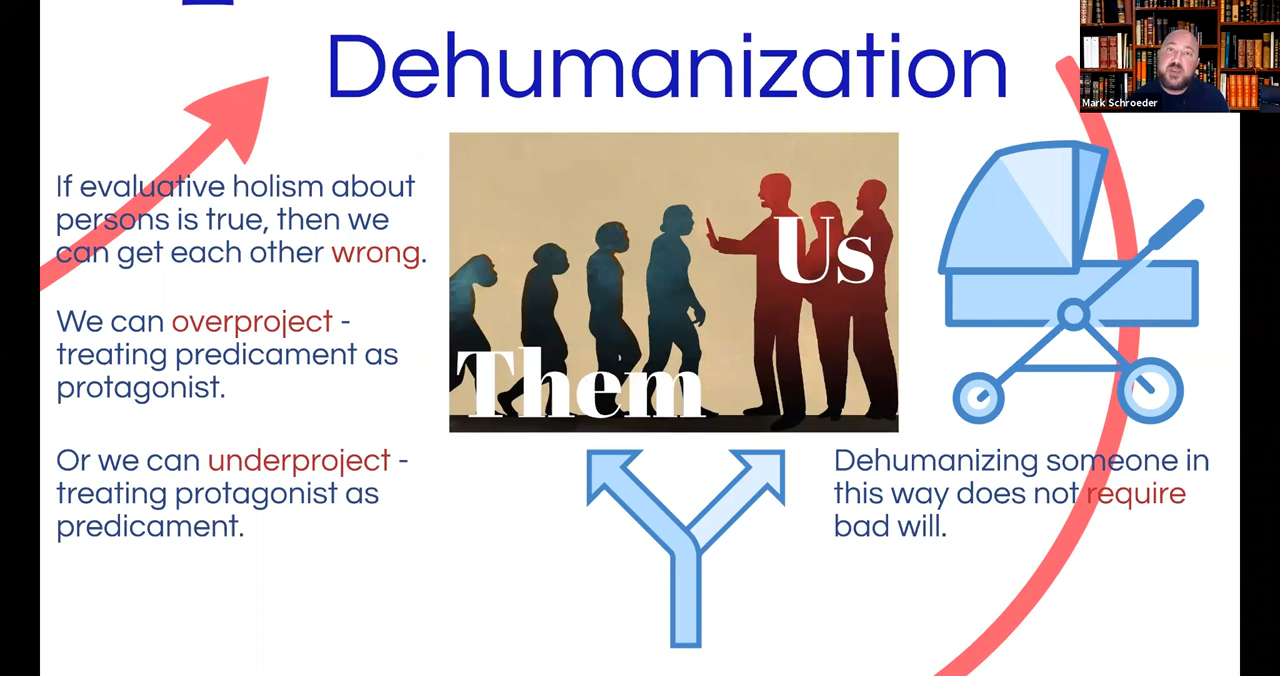 Dehumanization
Mark Schroeder
If evaluative holism about
persons is true, then we
can get each other wrong.
We can overproject -
treating predicament as
protagonist.
Or we can underproject -
treating protagonist as
predicament.
Us
Them
Dehumanizing someone in
this way does not require
bad will.